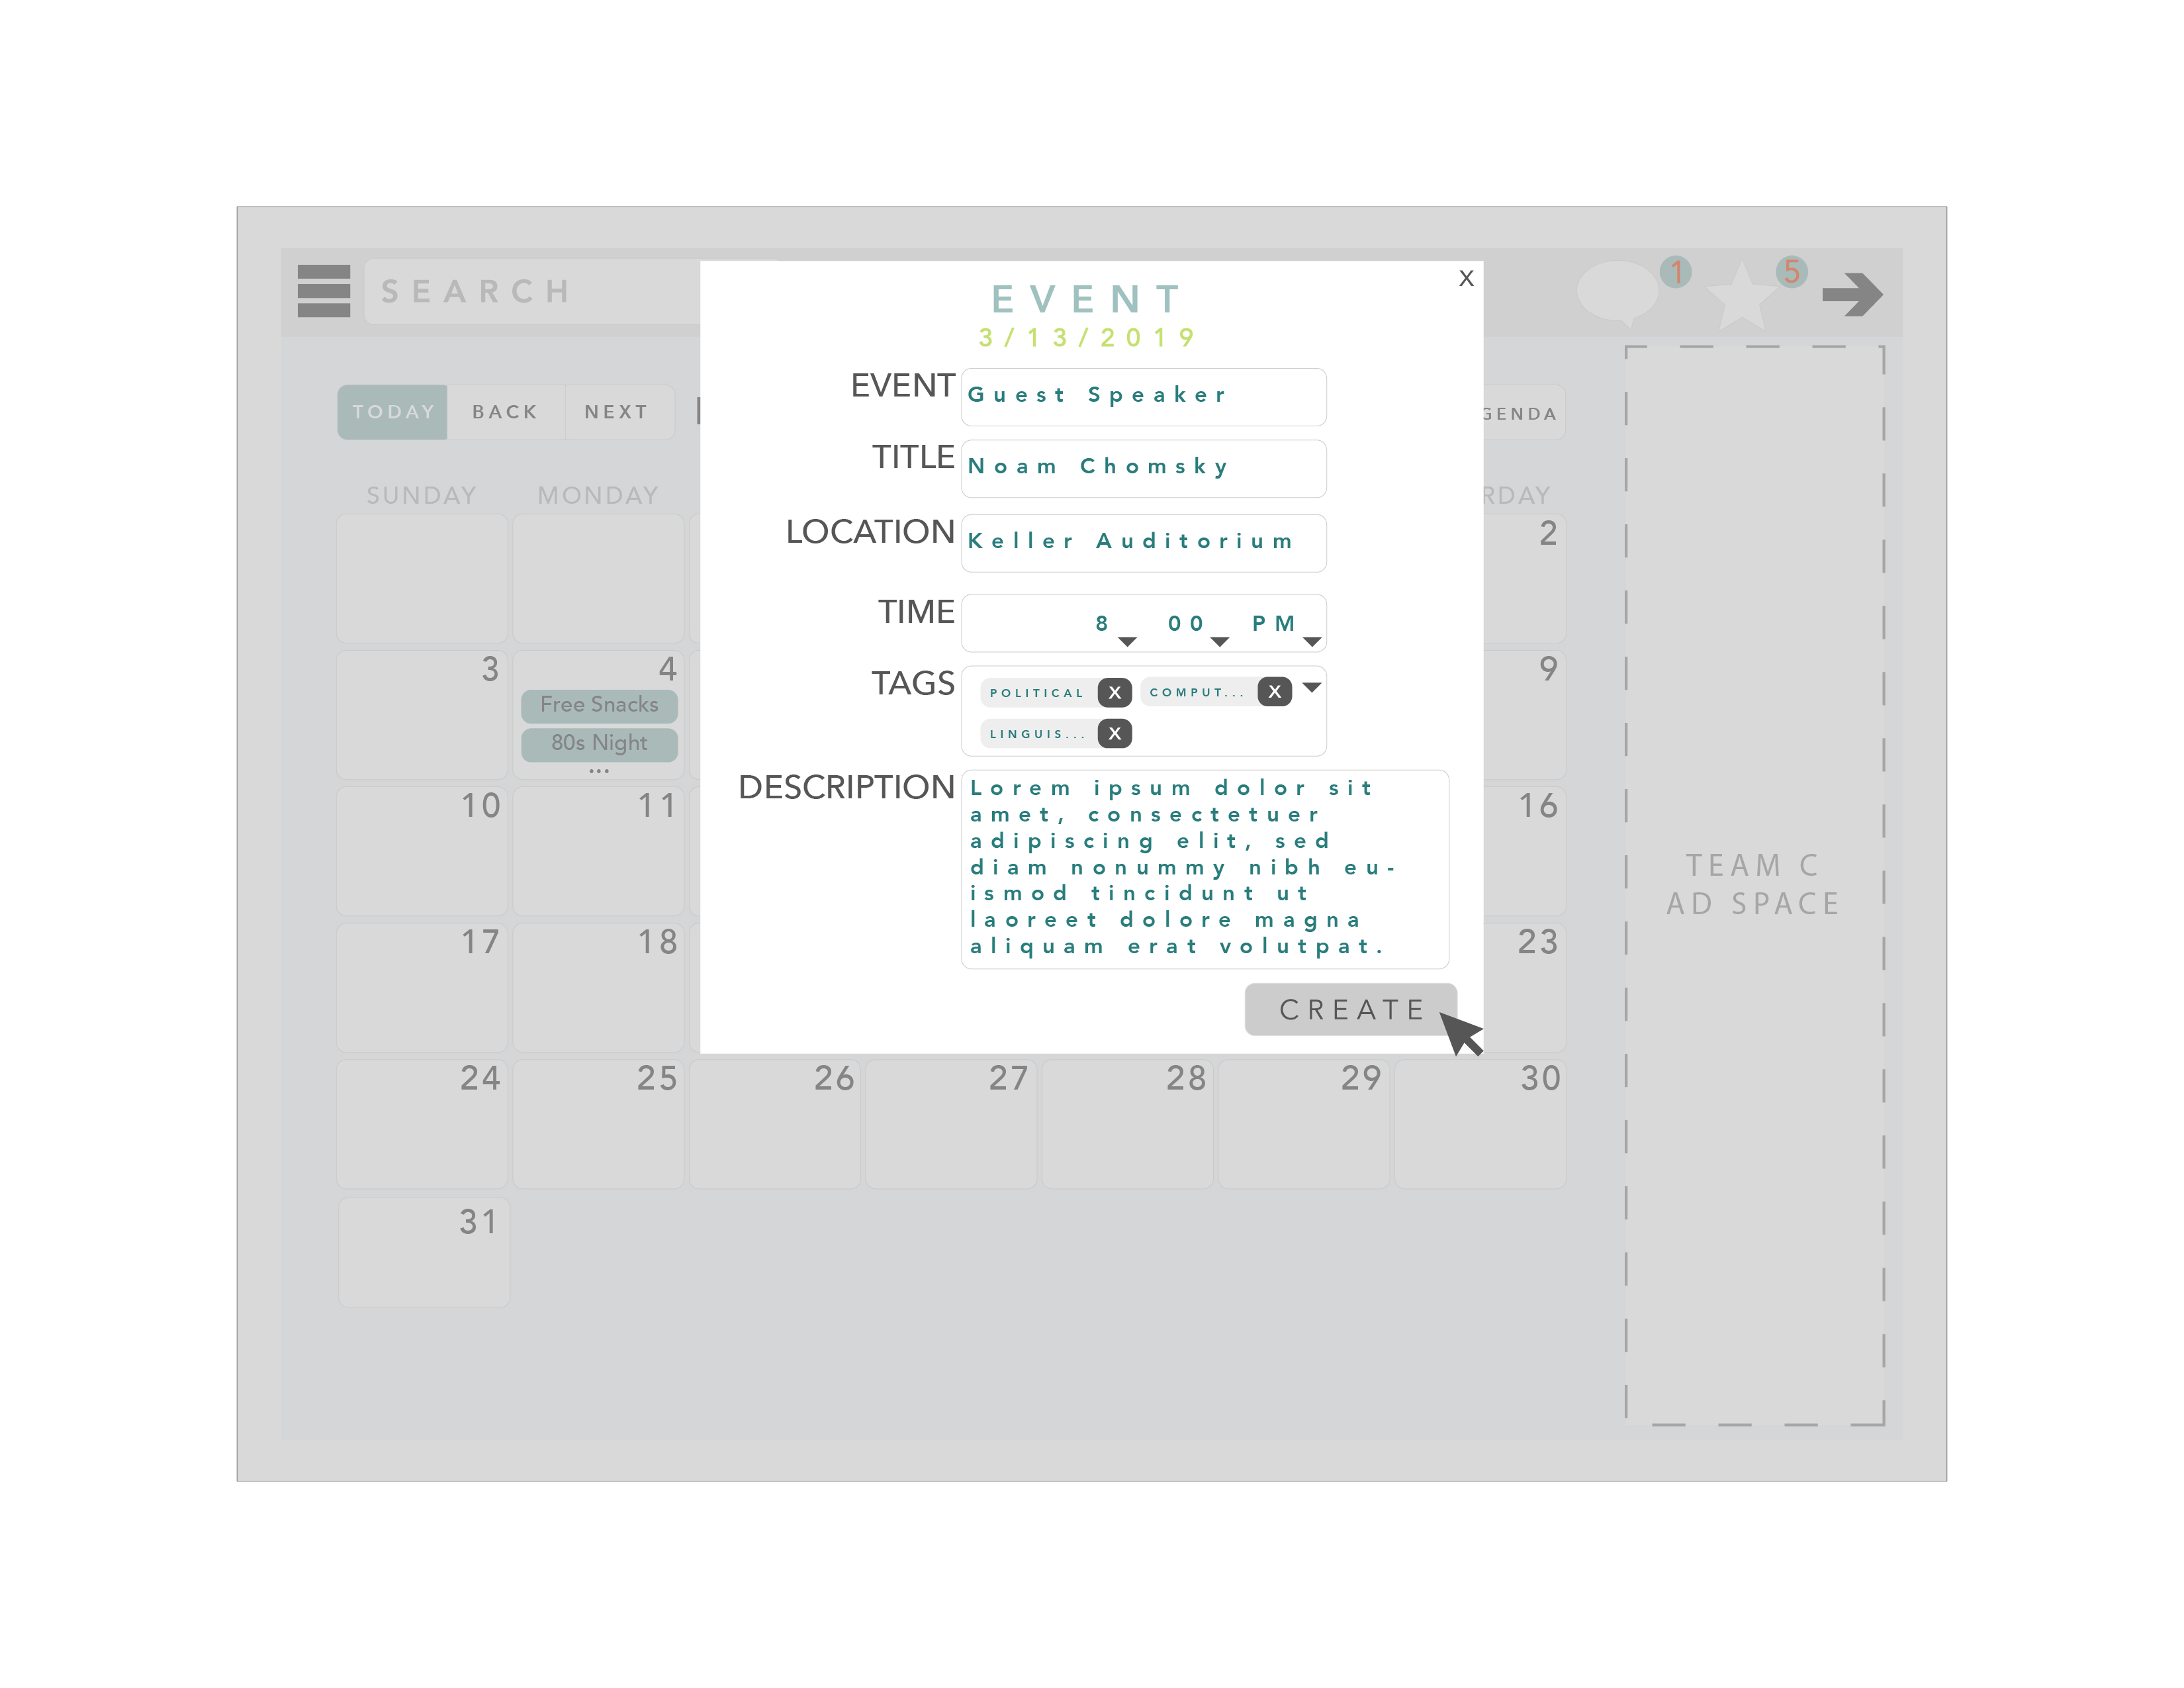 SEARCH
1
5
X
EVENT
3/13/2019
EVENT
Guest Speaker
TODAY
BACK
NEXT
TITLE
Noam Chomsky
SUNDAY
MONDAY
LOCATION
Keller Auditorium
2
TIME
8 00 PM
3
4
9
TAGS
POLITICAL X
COMPUT... X
LINGUIS... X
Free Snacks
80s Night
...
DESCRIPTION
Lorem ipsum dolor sit
amet, consectetuer
adipiscing elit, sed
diam nonummy nibh eu-
ismod tincidunt ut
laoreet dolore magna
aliquam erat volutpat.
10
11
16
TEAM C
AD SPACE
17
18
23
CREATE
24
25
26
27
28
29
30
31